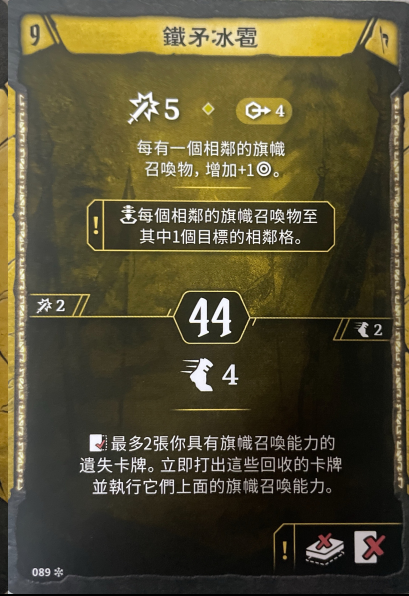 9 鐵矛冰雹
5 4
每有一個相鄰的旗幟
召喚物，增加+1。
! 每個相鄰的旗幟召喚物至
其中1個目標的相鄰格。
2
44
2
4
最多2張你具有旗幟召喚能力的
遺失卡牌。立即打出這些回收的卡牌
並執行它們上面的旗幟召喚能力。
!
089